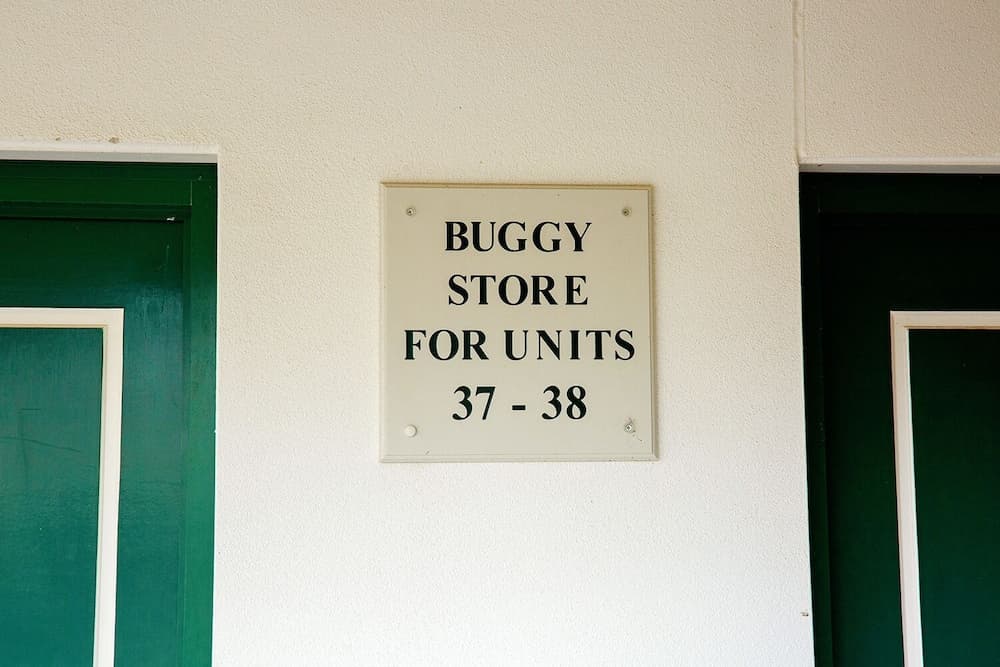 BUGGY
STORE
FOR UNITS
37 - 38